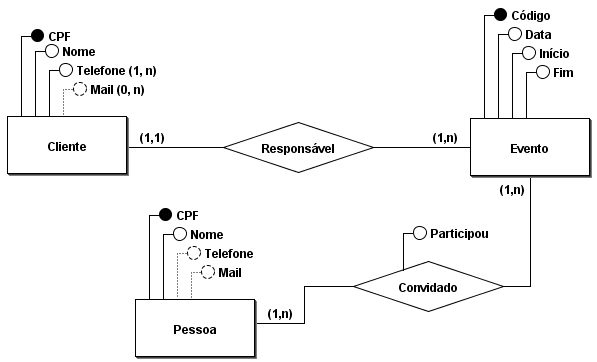 Código
Data
Início
Fim
CPF
Nome
Telefone (1, n)
Mail (0, n)
Cliente
(1,1)
Responsável
(1,n)
Evento
(1,n)
CPF
Nome
Telefone
Mail
Participou
Convidado
(1,n)
Pessoa